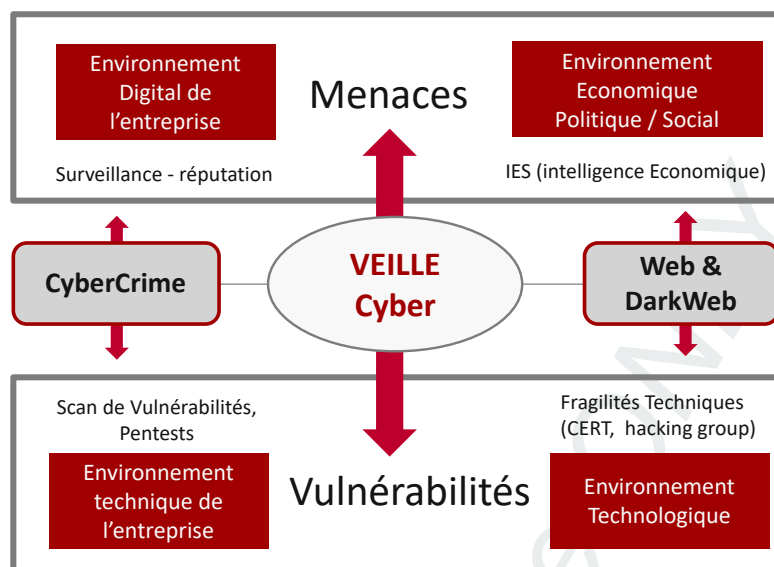 Environnement
Digital de
l'entreprise
Menaces
Environnement
Economique
Politique / Social
Surveillance - réputation
IES (intelligence Economique)
CyberCrime
VEILLE
Cyber
Web &
DarkWeb
Scan de Vulnérabilités,
Pentests
Fragilités Techniques
(CERT, hacking group)
Environnement
technique de
l'entreprise
Vulnérabilités
Environnement
Technologique